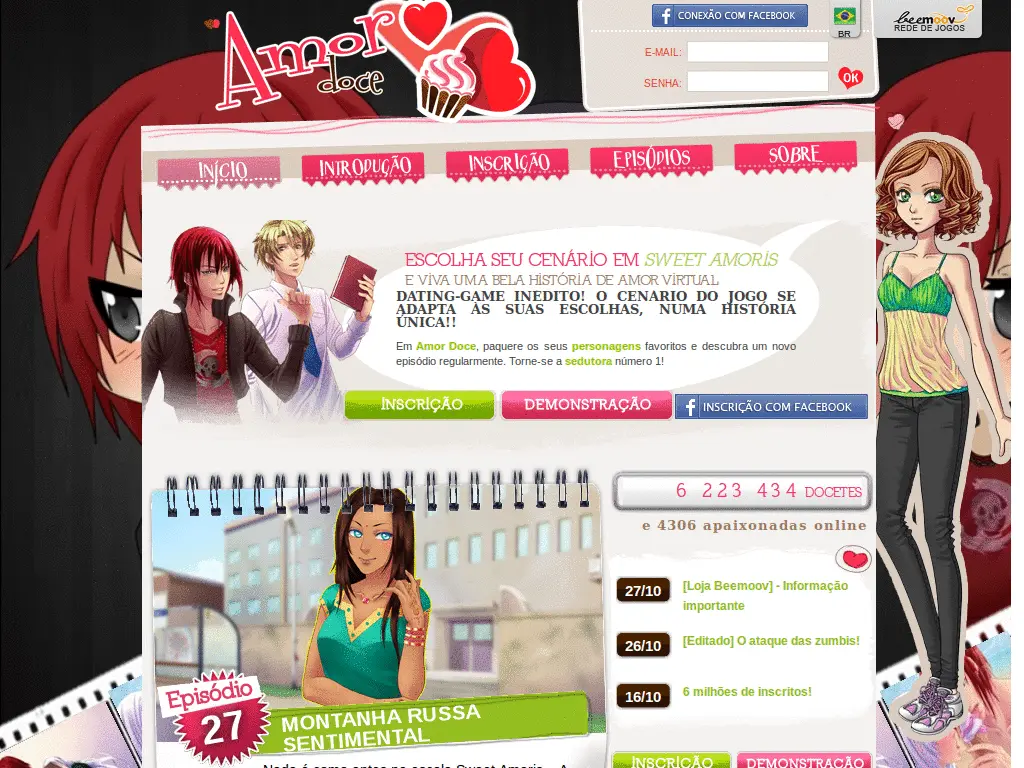 Amor
doce
CONEXÃO COM FACEBOOK
BR
beemoov
REDE DE JOGOS
E-MAIL:
SENHA:
OK
INÍCIO
INTRODUÇÃO
INSCRIÇÃO
EPISÓDIOS
SOBRE
ESCOLHA SEU CENÁRIO EM SWEET AMORIS
E VIVA UMA BELA HISTÓRIA DE AMOR VIRTUAL
DATING-GAME INEDITO! O CENARIO DO JOGO SE
ADAPTA ÀS SUAS ESCOLHAS, NUMA HISTÓRIA
ÚNICA!!
Em Amor Doce, paquere os seus personagens favoritos e descubra um novo
episódio regularmente. Torne-se a sedutora número 1!
INSCRIÇÃO
DEMONSTRAÇÃO
INSCRIÇÃO COM FACEBOOK
6 223 434 DOCETES
e 4306 apaixonadas online
27/10
[Loja Beemoov] - Informação
importante
26/10
[Editado] O ataque das zumbis!
16/10
6 milhões de inscritos!
Episódio
27
MONTANHA RUSSA
SENTIMENTAL
Nada é como antes na escola Sweet Amoris... A
INSCRIÇÃO
DEMONSTRAÇÃO